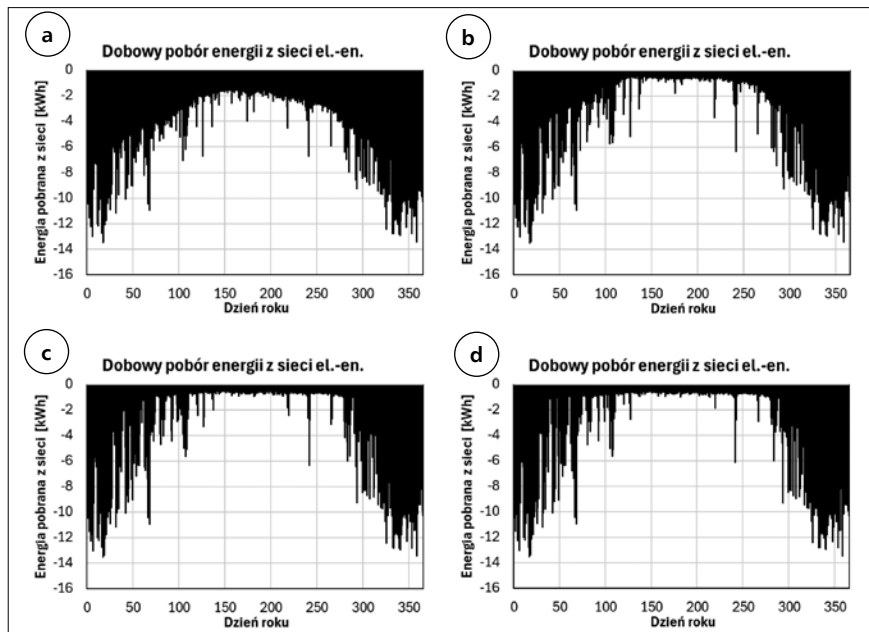 a
Dobowy pobór energii z sieci el.-en.
Energia pobrana z sieci [kWh]
0
-2
-4
-6
-8
-10
-12
-14
-16
0 50 100 150 200 250 300 350
Dzień roku
b
Dobowy pobór energii z sieci el.-en.
Energia pobrana z sieci [kWh]
0
-2
-4
-6
-8
-10
-12
-14
-16
0 50 100 150 200 250 300 350
Dzień roku
c
Dobowy pobór energii z sieci el.-en.
Energia pobrana z sieci [kWh]
0
-2
-4
-6
-8
-10
-12
-14
-16
0 50 100 150 200 250 300 350
Dzień roku
d
Dobowy pobór energii z sieci el.-en.
Energia pobrana z sieci [kWh]
0
-2
-4
-6
-8
-10
-12
-14
-16
0 50 100 150 200 250 300 350
Dzień roku